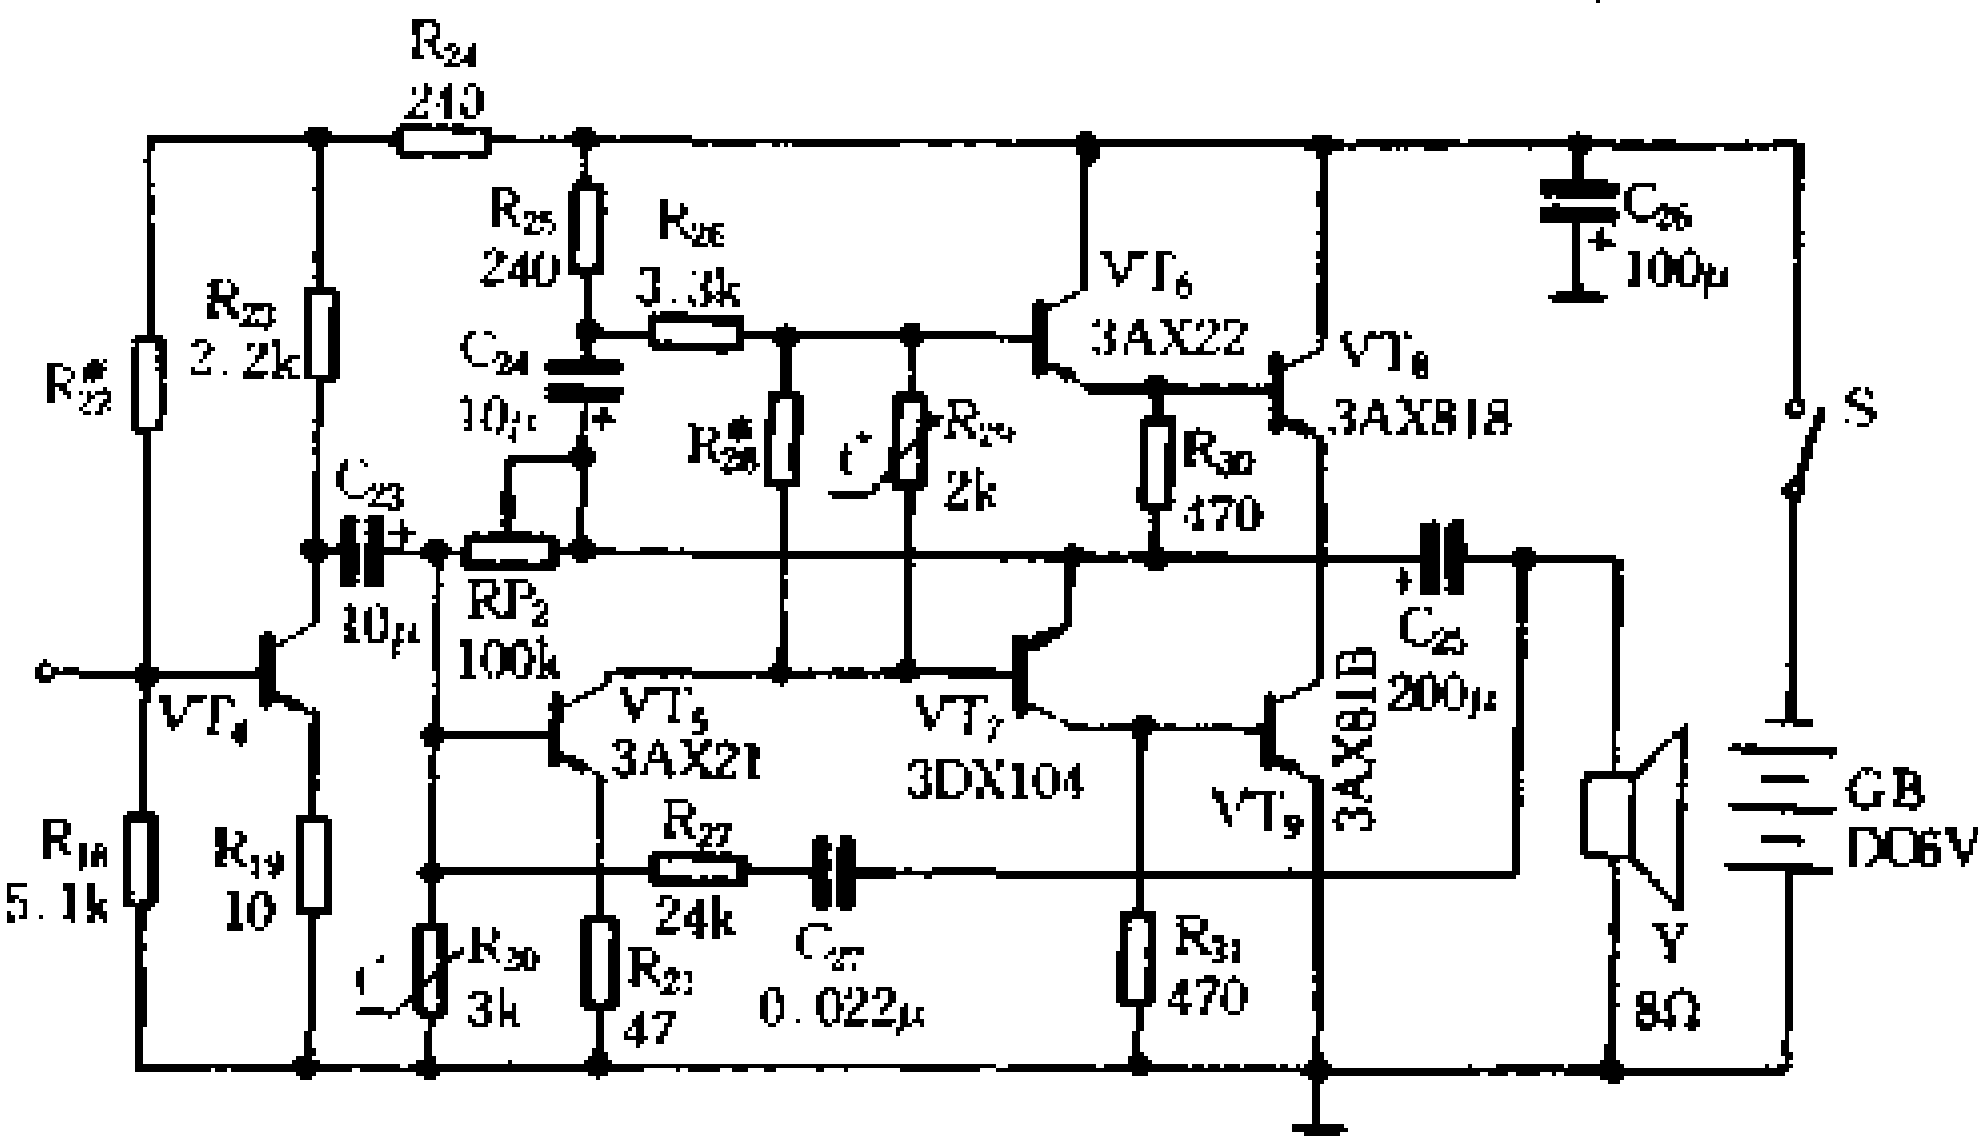 R24
240
R25
240
R26
3.3k
C26
+
100μ
VT6
3AX22
R23
2.2k
C24
10μ
+
VT8
3AX81B
S
R28*
t°
R29
2k
R30
470
C23
+
10μ
RP2
100k
+
C25
200μ
VT4
VT5
3AX21
VT7
3DX104
VT9
3AX81B
GB
DC6V
R18
5.1k
R19
10
R27
24k
C27
0.022μ
R20
3k
R21
47
R31
470
Y
8Ω